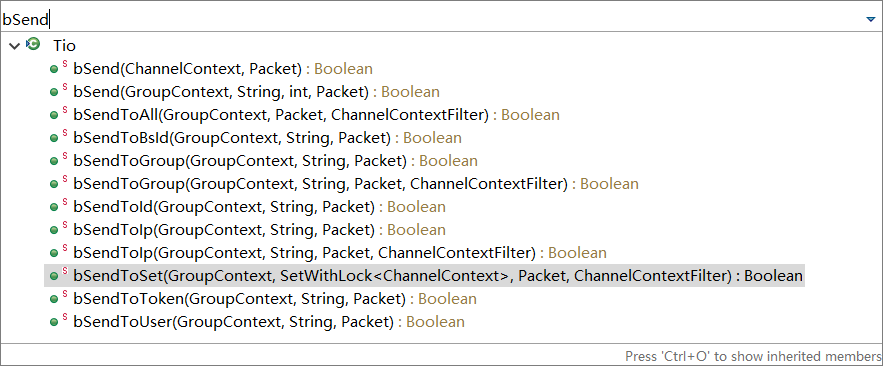 bSend
Tio
S bSend(ChannelContext, Packet) : Boolean
S bSend(GroupContext, String, int, Packet) : Boolean
S bSendToAll(GroupContext, Packet, ChannelContextFilter) : Boolean
S bSendToBsId(GroupContext, String, Packet) : Boolean
S bSendToGroup(GroupContext, String, Packet) : Boolean
S bSendToGroup(GroupContext, String, Packet, ChannelContextFilter) : Boolean
S bSendToId(GroupContext, String, Packet) : Boolean
S bSendToIp(GroupContext, String, Packet) : Boolean
S bSendToIp(GroupContext, String, Packet, ChannelContextFilter) : Boolean
S bSendToSet(GroupContext, SetWithLock<ChannelContext>, Packet, ChannelContextFilter) : Boolean
S bSendToToken(GroupContext, String, Packet) : Boolean
S bSendToUser(GroupContext, String, Packet) : Boolean
Press 'Ctrl+O' to show inherited members